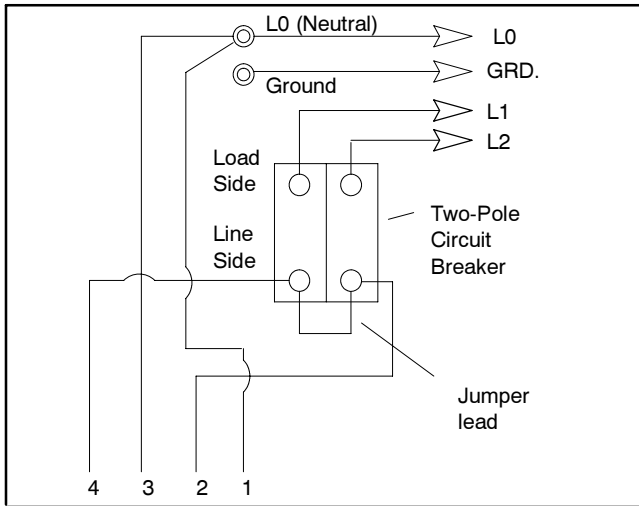 L0 (Neutral)
L0
GRD.
Ground
L1
L2
Load
Side
Two-Pole
Circuit
Breaker
Line
Side
Jumper
lead
4 3 2 1